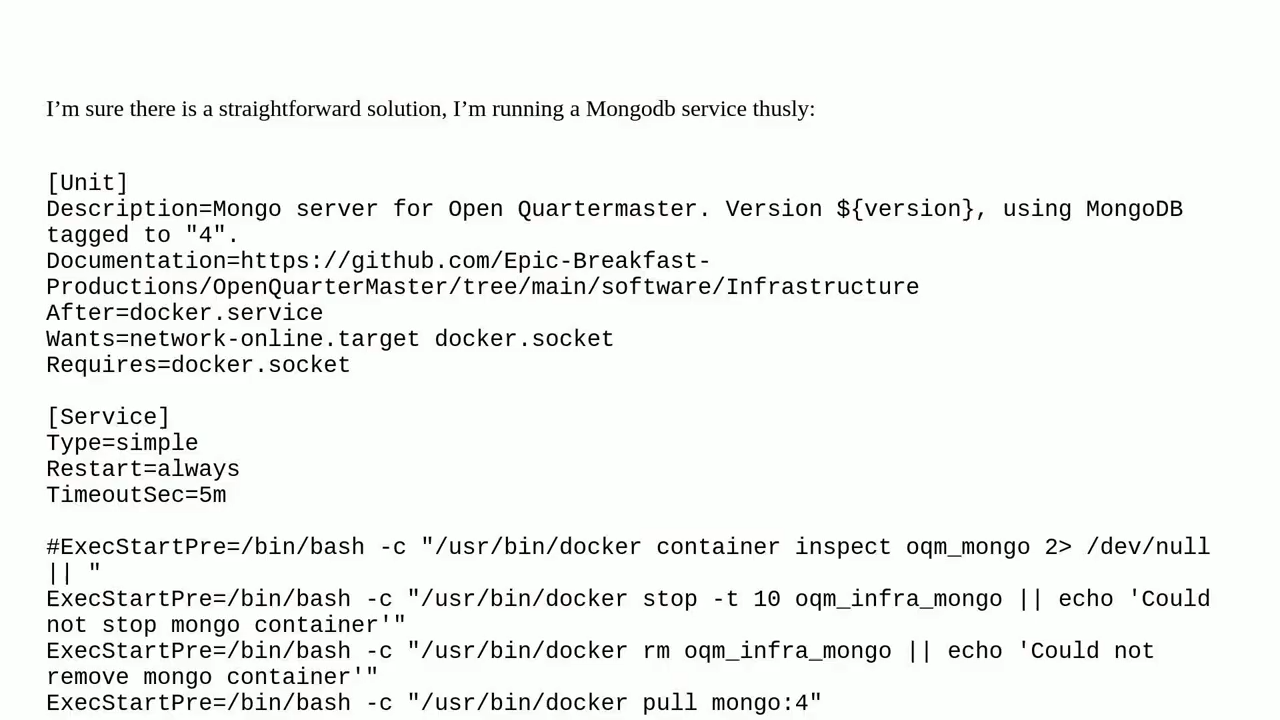 I’m sure there is a straightforward solution, I’m running a Mongodb service thusly:
[Unit]
Description=Mongo server for Open Quartermaster. Version ${version}, using MongoDB
tagged to "4".
Documentation=https://github.com/Epic-Breakfast-
Productions/OpenQuarterMaster/tree/main/software/Infrastructure
After=docker.service
Wants=network-online.target docker.socket
Requires=docker.socket
[Service]
Type=simple
Restart=always
TimeoutSec=5m
#ExecStartPre=/bin/bash -c "/usr/bin/docker container inspect oqm_mongo 2> /dev/null
|| "
ExecStartPre=/bin/bash -c "/usr/bin/docker stop -t 10 oqm_infra_mongo || echo 'Could
not stop mongo container'"
ExecStartPre=/bin/bash -c "/usr/bin/docker rm oqm_infra_mongo || echo 'Could not
remove mongo container'"
ExecStartPre=/bin/bash -c "/usr/bin/docker pull mongo:4"